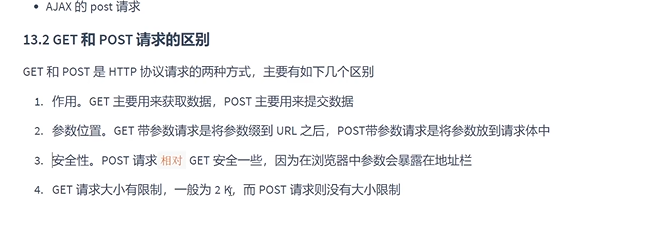 • AJAX 的 post 请求
13.2 GET 和 POST 请求的区别
GET 和 POST 是 HTTP 协议请求的两种方式，主要有如下几个区别
1. 作用。GET 主要用来获取数据，POST 主要用来提交数据
2. 参数位置。GET 带参数请求是将参数缀到 URL 之后，POST带参数请求是将参数放到请求体中
3. 安全性。POST 请求 相对 GET 安全一些，因为在浏览器中参数会暴露在地址栏
4. GET 请求大小有限制，一般为 2 K，而 POST 请求则没有大小限制